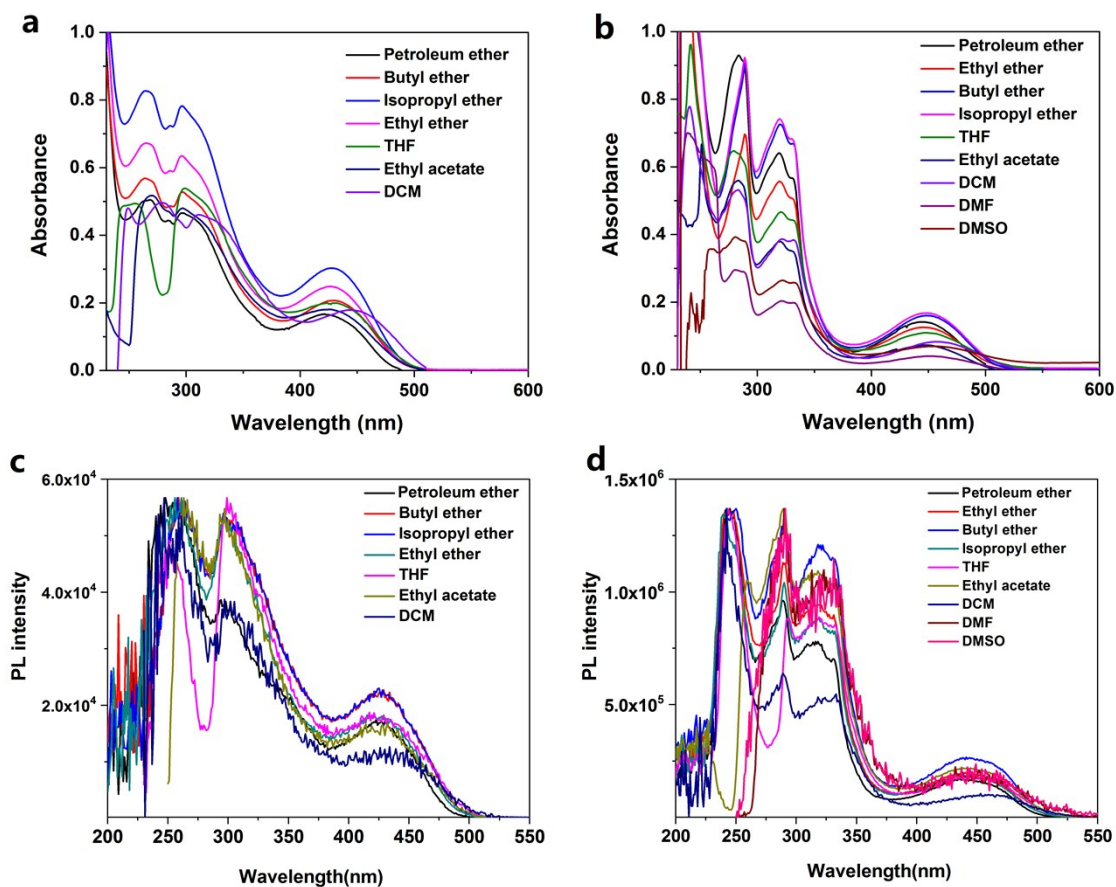 a
1.0
0.8
0.6
0.4
0.2
0.0
Absorbance
Petroleum ether
Butyl ether
Isopropyl ether
Ethyl ether
THF
Ethyl acetate
DCM
300
400
500
600
Wavelength (nm)
b
1.0
0.8
0.6
0.4
0.2
0.0
Absorbance
Petroleum ether
Ethyl ether
Butyl ether
Isopropyl ether
THF
Ethyl acetate
DCM
DMF
DMSO
300
400
500
600
Wavelength (nm)
c
6.0x10⁴
4.0x10⁴
2.0x10⁴
PL intensity
Petroleum ether
Butyl ether
Isopropyl ether
Ethyl ether
THF
Ethyl acetate
DCM
200 250 300 350 400 450 500 550
Wavelength(nm)
d
1.5x10⁶
1.0x10⁶
5.0x10⁵
PL intensity
Petroleum ether
Ethyl ether
Butyl ether
Isopropyl ether
THF
Ethyl acetate
DCM
DMF
DMSO
200 250 300 350 400 450 500 550
Wavelength(nm)